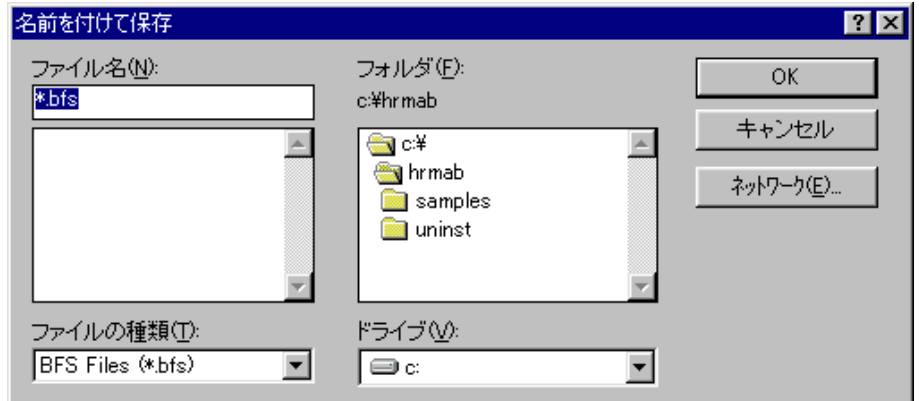 名前を付けて保存
ファイル名(N):
*.bfs
フォルダ(F):
c:¥hrmab
c:¥
hrmab
samples
uninst
OK
キャンセル
ネットワーク(E)...
ファイルの種類(T):
BFS Files (*.bfs)
ドライブ(V):
c: